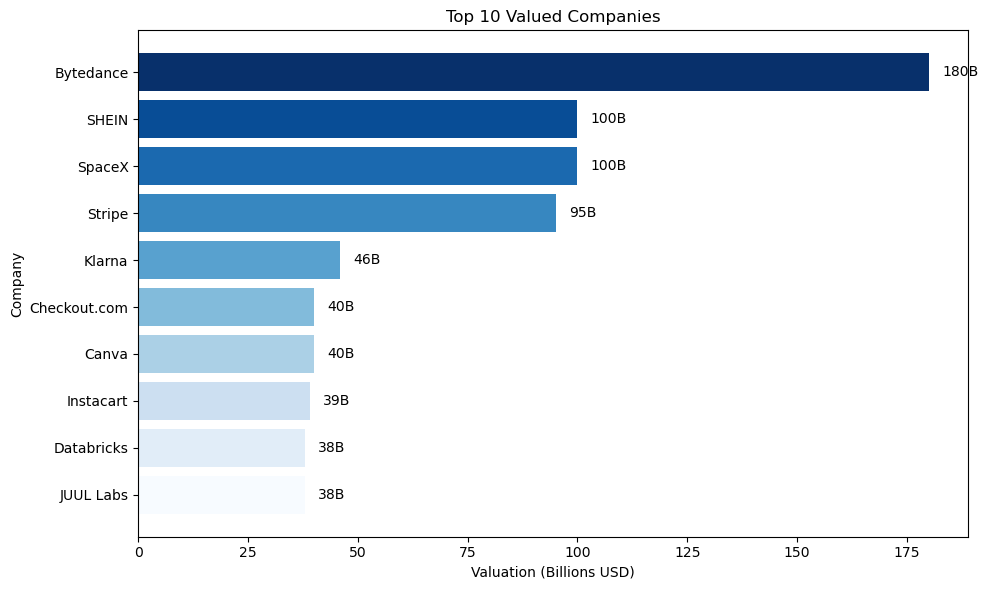 Top 10 Valued Companies
Company
Bytedance 180B
SHEIN 100B
SpaceX 100B
Stripe 95B
Klarna 46B
Checkout.com 40B
Canva 40B
Instacart 39B
Databricks 38B
JUUL Labs 38B
0 25 50 75 100 125 150 175
Valuation (Billions USD)